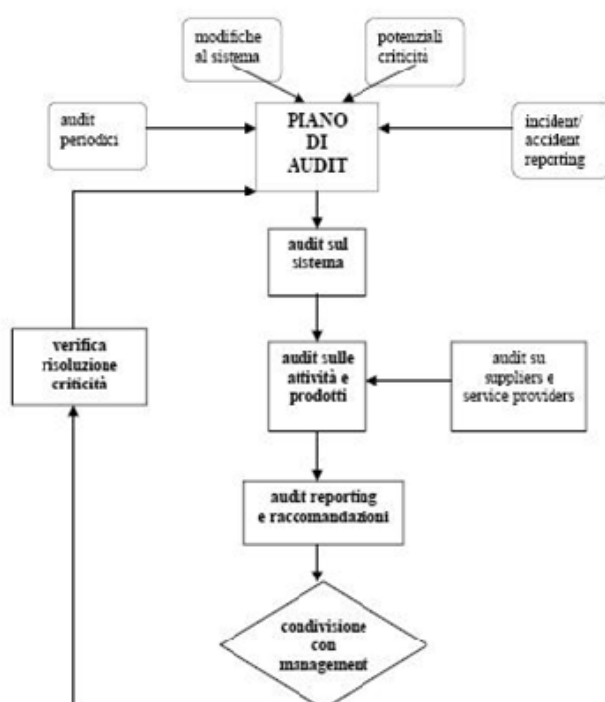 modifiche
al sistema
potenziali
criticità
audit
periodici
PIANO
DI
AUDIT
incident/
accident
reporting
audit sul
sistema
verifica
risoluzione
criticità
audit sulle
attività e
prodotti
audit su
suppliers e
service providers
audit reporting
e raccomandazioni
condivisione
con
management